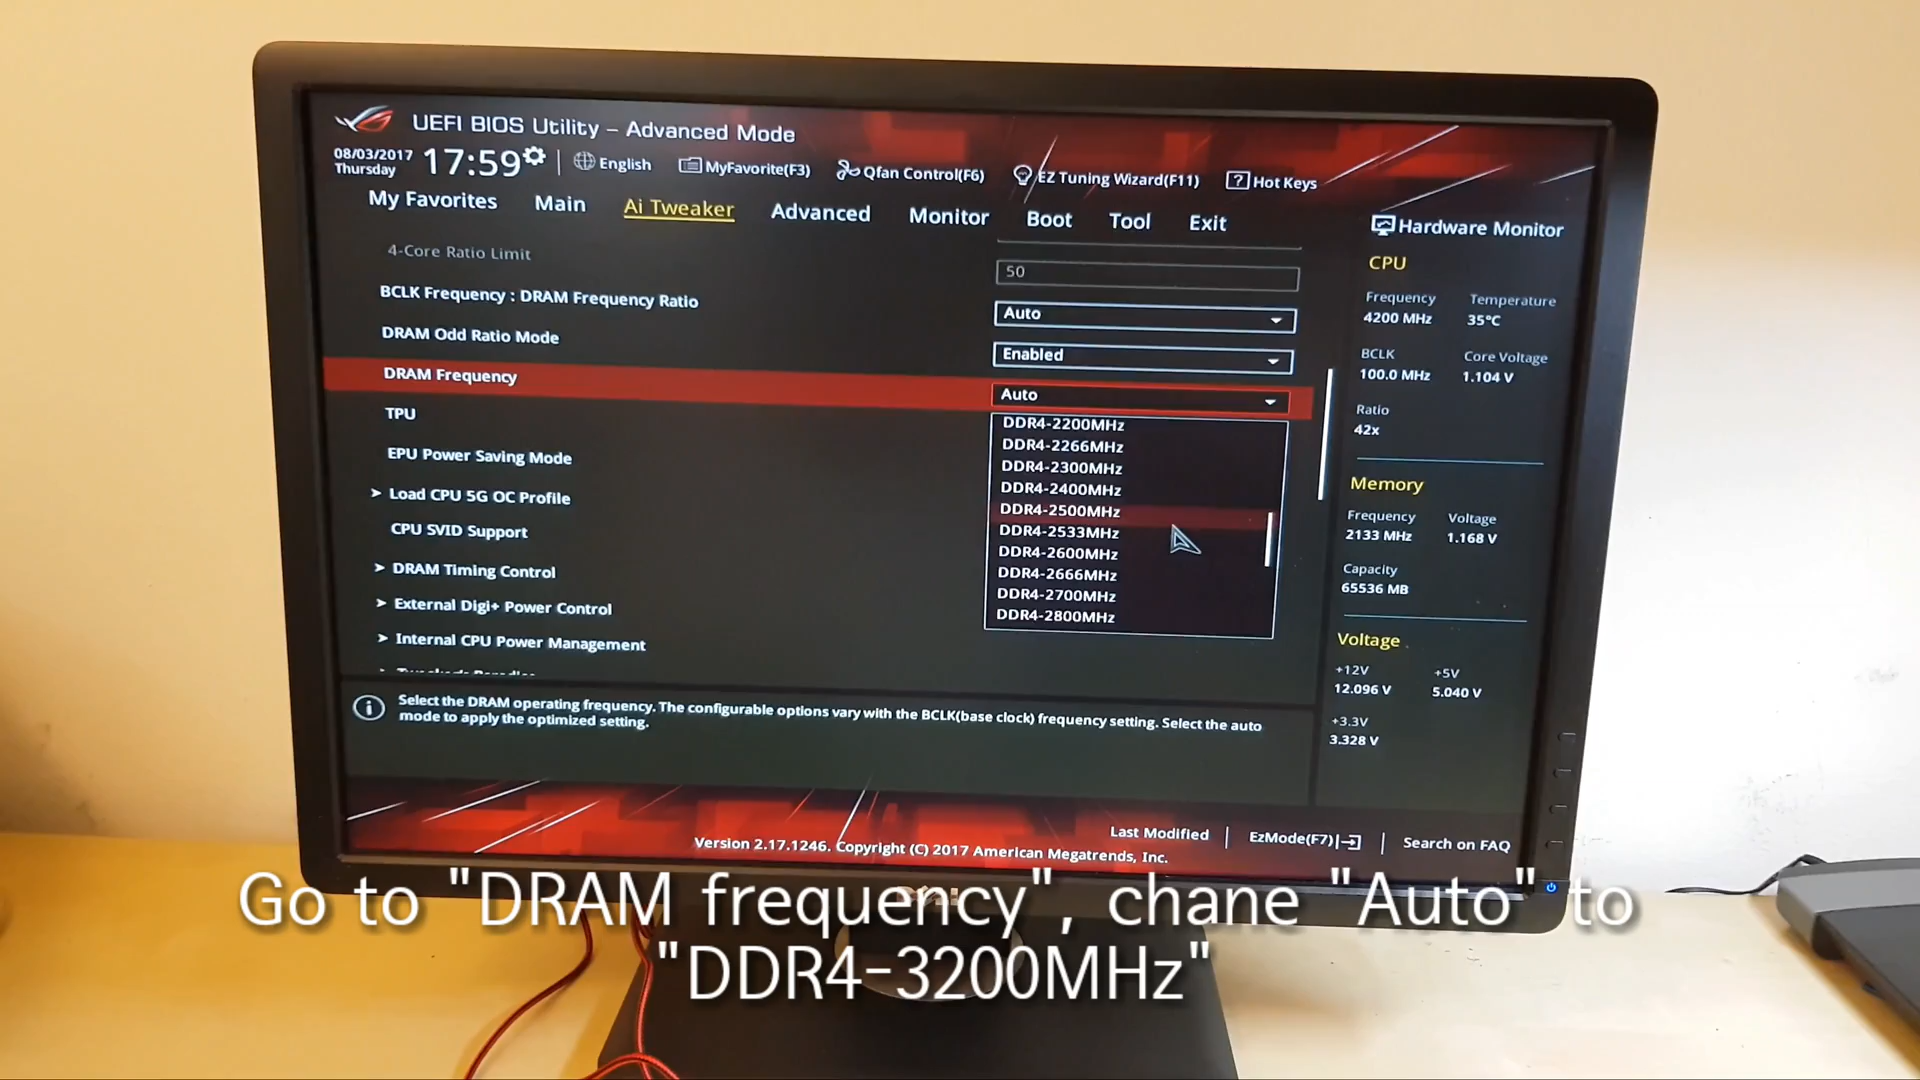 UEFI BIOS Utility – Advanced Mode
08/03/2017
Thursday
17:59
English
MyFavorite(F3)
Qfan Control(F6)
EZ Tuning Wizard(F11)
? Hot Keys
My Favorites
Main
Ai Tweaker
Advanced
Monitor
Boot
Tool
Exit
4-Core Ratio Limit
50
BCLK Frequency : DRAM Frequency Ratio
Auto
DRAM Odd Ratio Mode
Enabled
DRAM Frequency
Auto
DDR4-2200MHz
DDR4-2266MHz
DDR4-2300MHz
DDR4-2400MHz
DDR4-2500MHz
DDR4-2533MHz
DDR4-2600MHz
DDR4-2666MHz
DDR4-2700MHz
DDR4-2800MHz
TPU
EPU Power Saving Mode
> Load CPU 5G OC Profile
CPU SVID Support
> DRAM Timing Control
> External Digi+ Power Control
> Internal CPU Power Management
Select the DRAM operating frequency. The configurable options vary with the BCLK(base clock) frequency setting. Select the auto
mode to apply the optimized setting.
Hardware Monitor
CPU
Frequency Temperature
4200 MHz 35°C
BCLK Core Voltage
100.0 MHz 1.104 V
Ratio
42x
Memory
Frequency Voltage
2133 MHz 1.168 V
Capacity
65536 MB
Voltage
+12V +5V
12.096 V 5.040 V
+3.3V
3.328 V
Last Modified
EzMode(F7)
Search on FAQ
Version 2.17.1246. Copyright (C) 2017 American Megatrends, Inc.
Go to "DRAM frequency", chane "Auto" to
"DDR4-3200MHz"